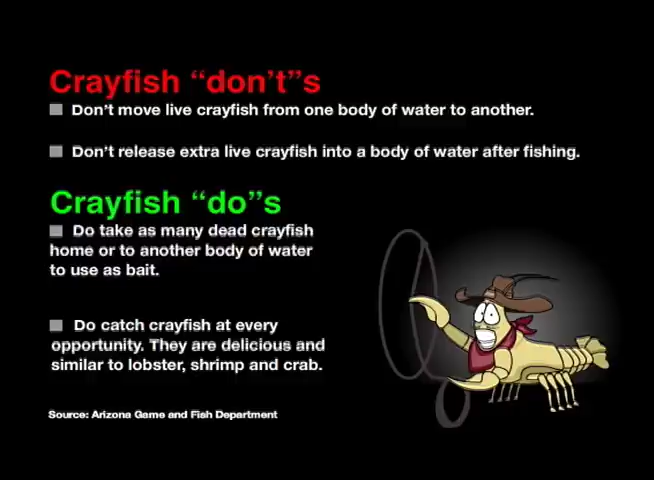 Crayfish “don’t”s
Don’t move live crayfish from one body of water to another.
Don’t release extra live crayfish into a body of water after fishing.
Crayfish “do”s
Do take as many dead crayfish
home or to another body of water
to use as bait.
Do catch crayfish at every
opportunity. They are delicious and
similar to lobster, shrimp and crab.
Source: Arizona Game and Fish Department